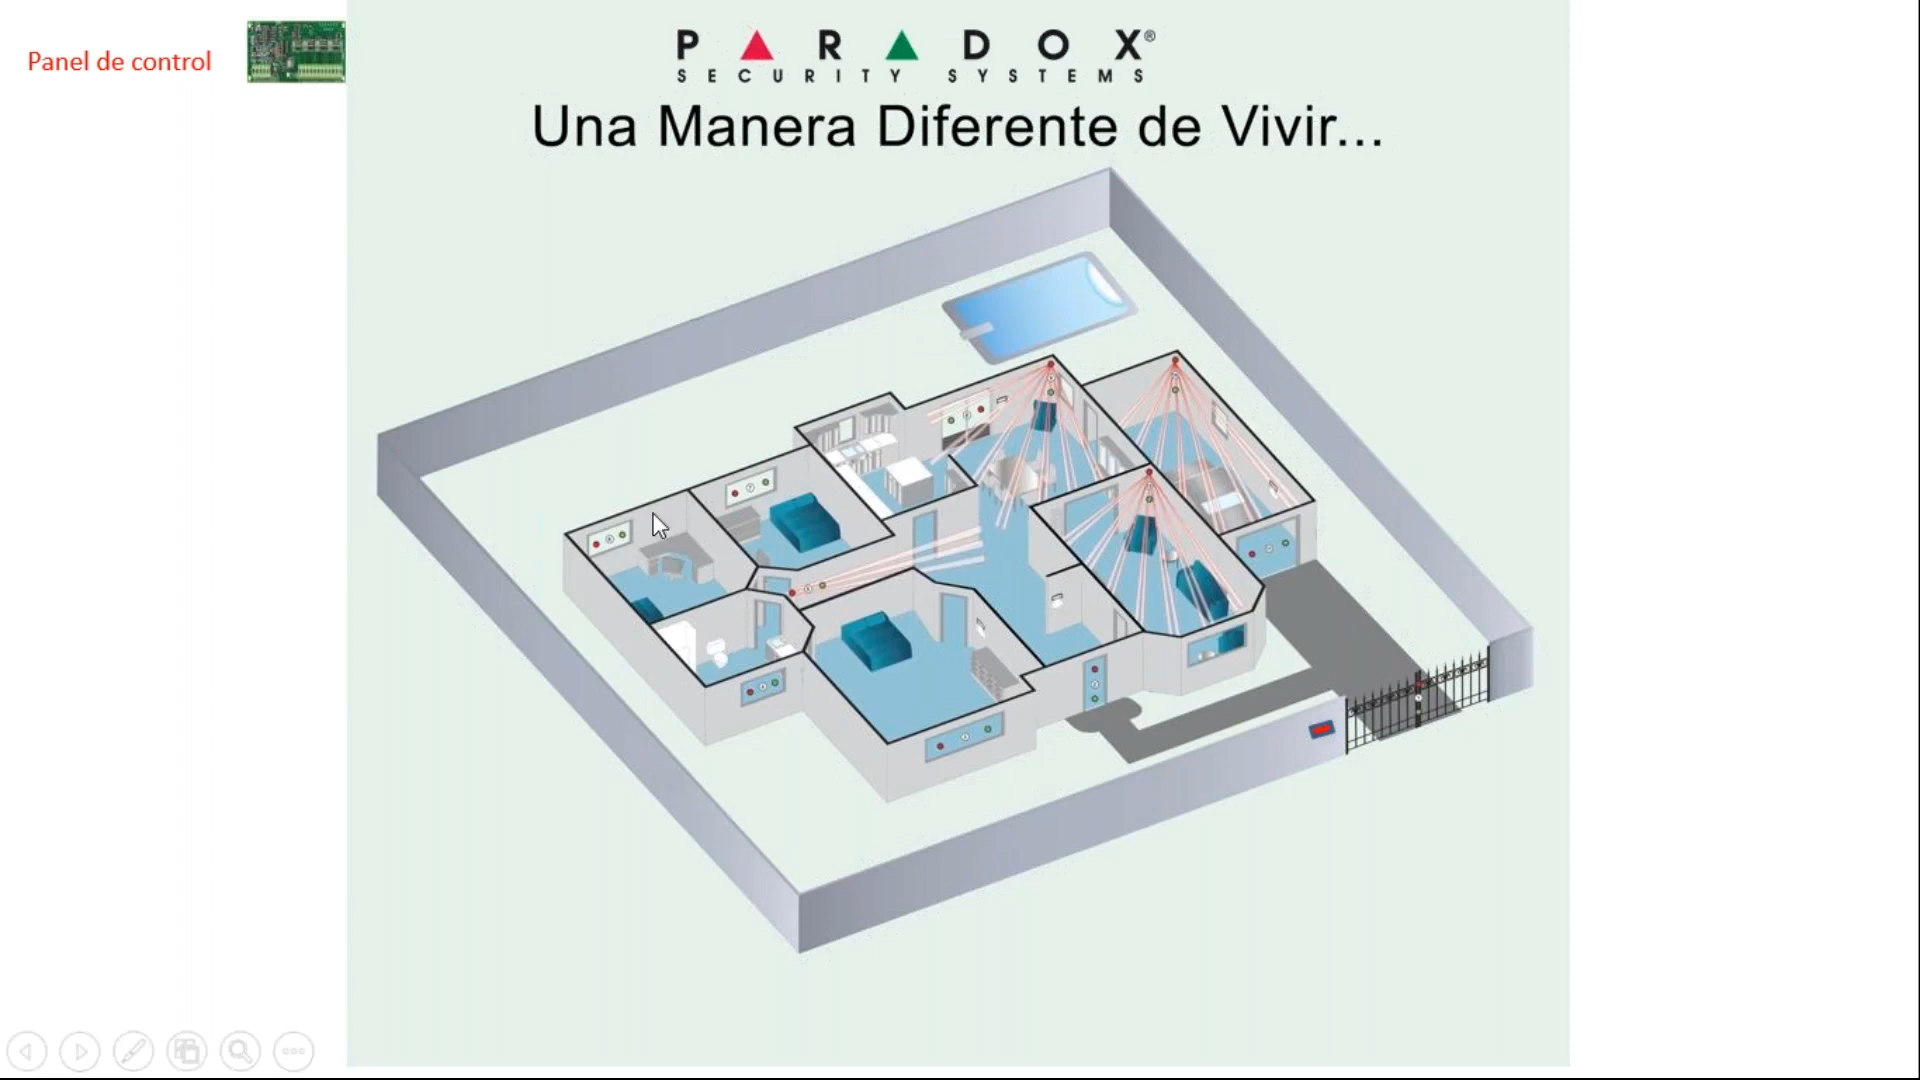 Panel de control
PARADOX®
SECURITY SYSTEMS
Una Manera Diferente de Vivir...